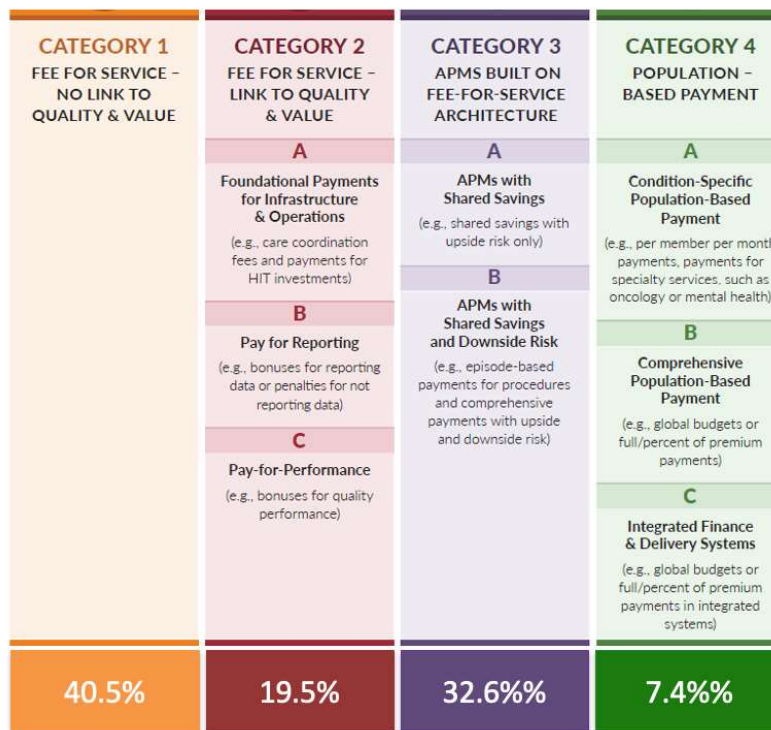 CATEGORY 1
FEE FOR SERVICE –
NO LINK TO
QUALITY & VALUE
40.5%
CATEGORY 2
FEE FOR SERVICE –
LINK TO QUALITY
& VALUE
A
Foundational Payments
for Infrastructure
& Operations
(e.g., care coordination
fees and payments for
HIT investments)
B
Pay for Reporting
(e.g., bonuses for reporting
data or penalties for not
reporting data)
C
Pay-for-Performance
(e.g., bonuses for quality
performance)
19.5%
CATEGORY 3
APMS BUILT ON
FEE-FOR-SERVICE
ARCHITECTURE
A
APMs with
Shared Savings
(e.g., shared savings with
upside risk only)
B
APMs with
Shared Savings
and Downside Risk
(e.g., episode-based
payments for procedures
and comprehensive
payments with upside
and downside risk)
32.6%%
CATEGORY 4
POPULATION –
BASED PAYMENT
A
Condition-Specific
Population-Based
Payment
(e.g., per member per month
payments, payments for
specialty services, such as
oncology or mental health)
B
Comprehensive
Population-Based
Payment
(e.g., global budgets or
full/percent of premium
payments)
C
Integrated Finance
& Delivery Systems
(e.g., global budgets or
full/percent of premium
payments in integrated
systems)
7.4%%